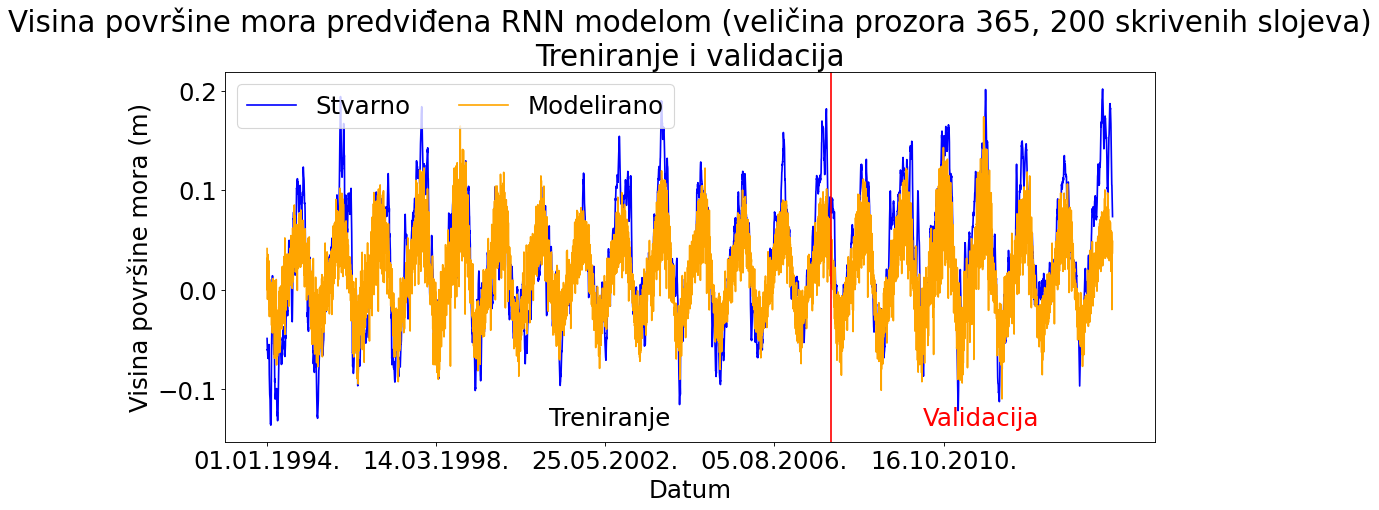 Visina površine mora predviđena RNN modelom (veličina prozora 365, 200 skrivenih slojeva)
Treniranje i validacija
Stvarno
Modelirano
Visina površine mora (m)
0.2
0.1
0.0
−0.1
Treniranje
Validacija
01.01.1994.
14.03.1998.
25.05.2002.
05.08.2006.
16.10.2010.
Datum